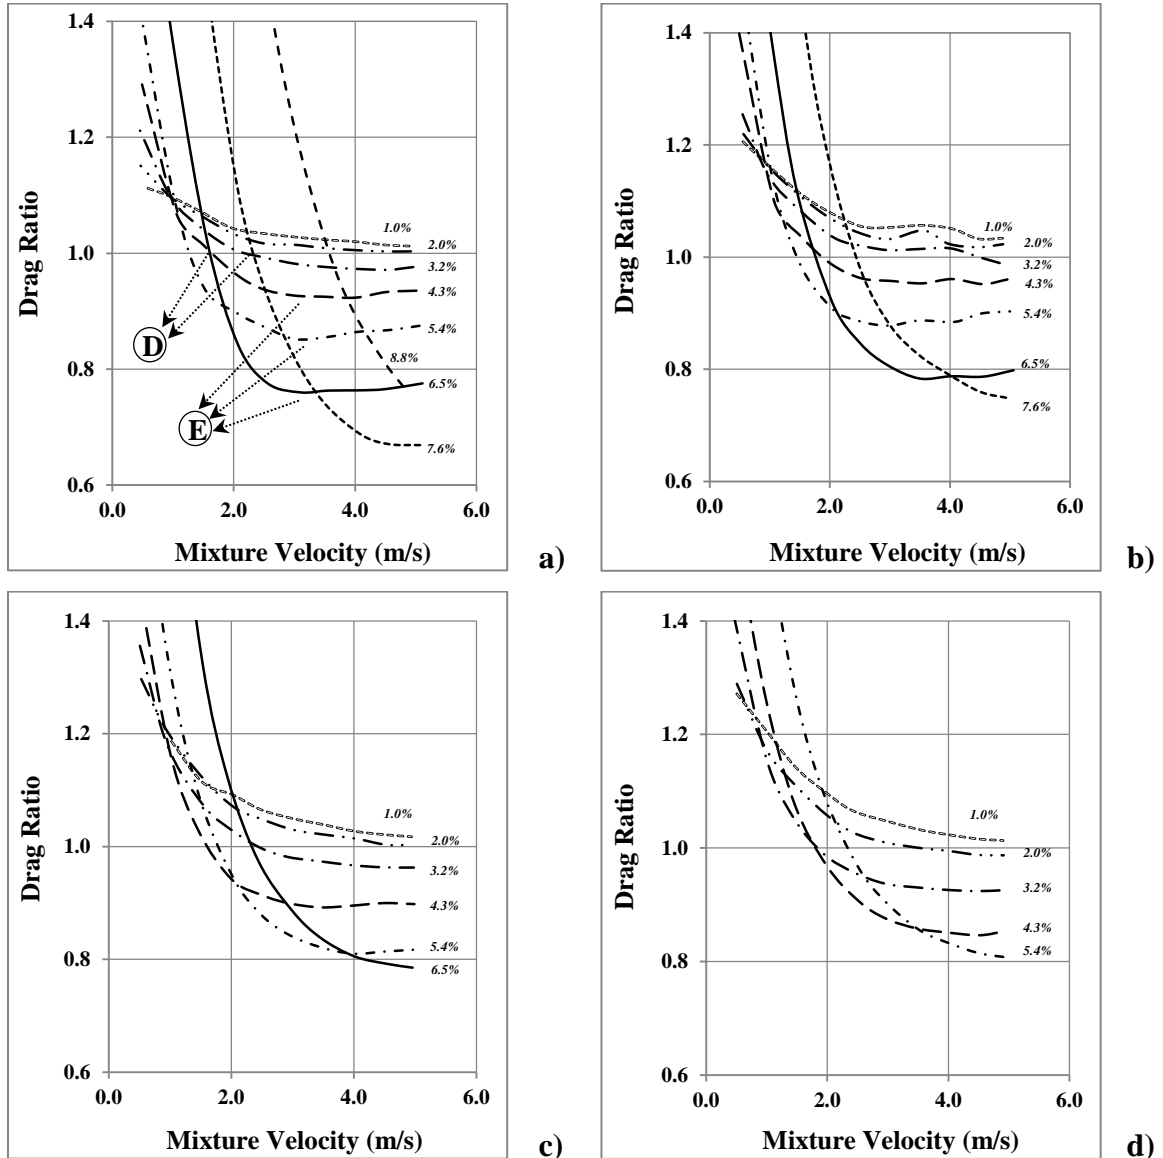 1.4
1.2
1.0
0.8
0.6
Drag Ratio
1.0%
2.0%
3.2%
4.3%
5.4%
8.8%
6.5%
7.6%
D
E
0.0 2.0 4.0 6.0
Mixture Velocity (m/s)
a)
1.4
1.2
1.0
0.8
0.6
Drag Ratio
1.0%
2.0%
3.2%
4.3%
5.4%
6.5%
7.6%
0.0 2.0 4.0 6.0
Mixture Velocity (m/s)
b)
1.4
1.2
1.0
0.8
0.6
Drag Ratio
1.0%
2.0%
3.2%
4.3%
5.4%
6.5%
0.0 2.0 4.0 6.0
Mixture Velocity (m/s)
c)
1.4
1.2
1.0
0.8
0.6
Drag Ratio
1.0%
2.0%
3.2%
4.3%
5.4%
0.0 2.0 4.0 6.0
Mixture Velocity (m/s)
d)